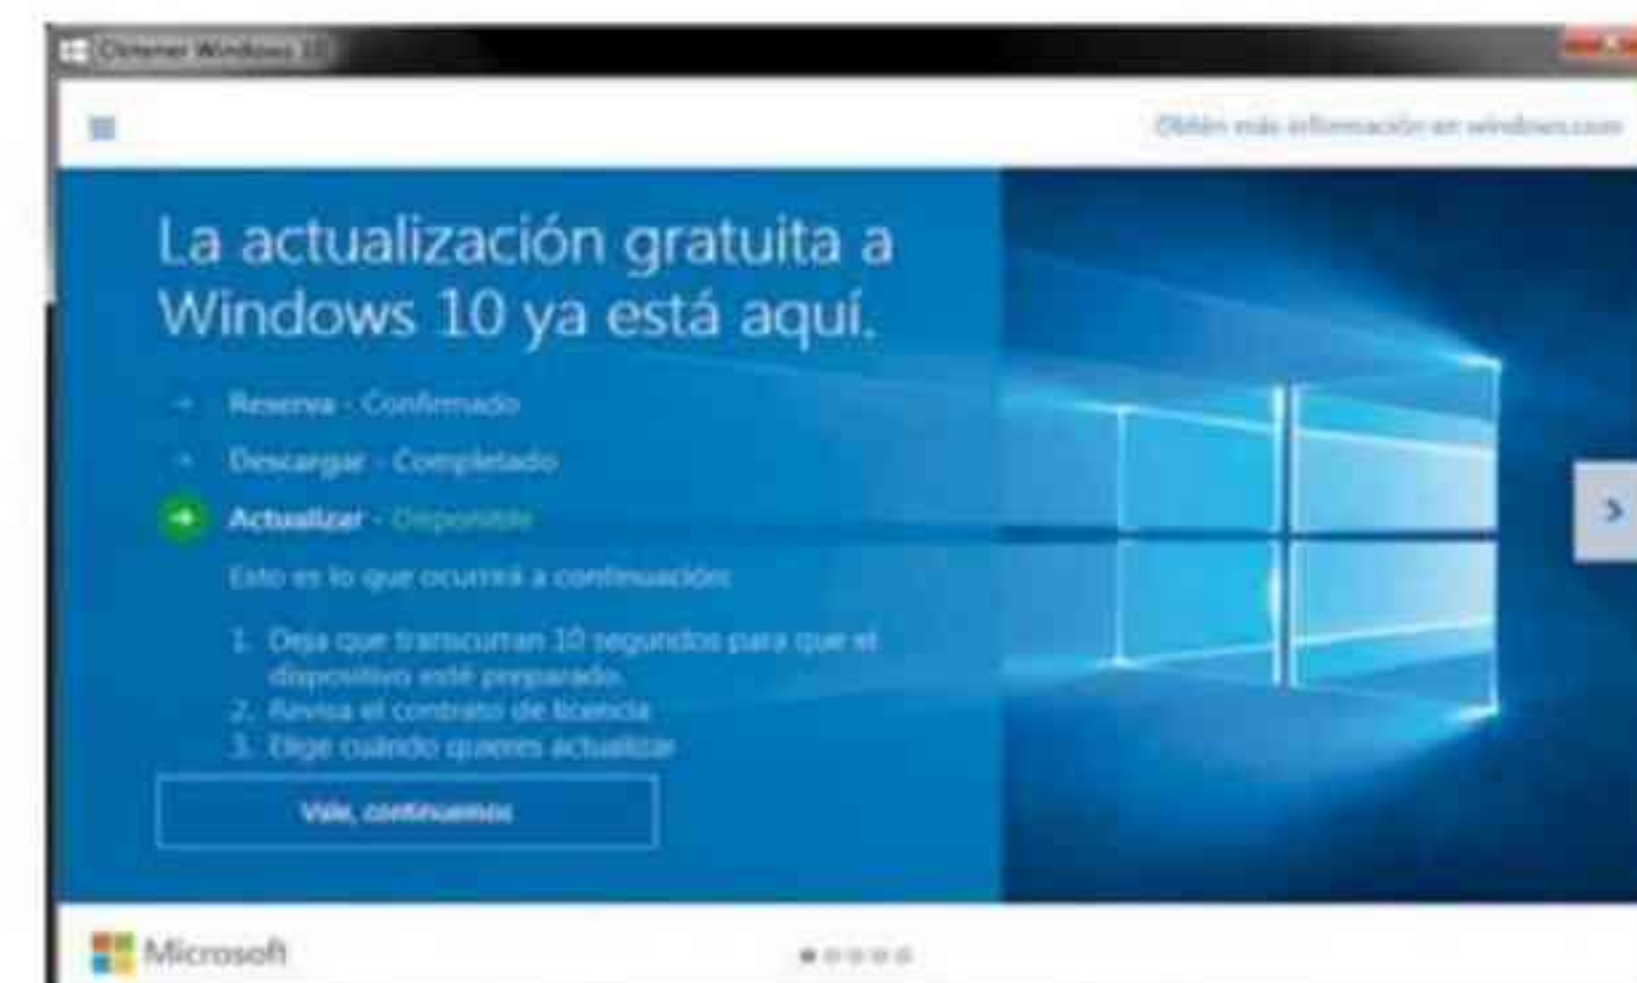 Obtener Windows 10
Obtén más información en windows.com
La actualización gratuita a
Windows 10 ya está aquí.
Reserva - Confirmado
Descargar - Completado
Actualizar - Disponible
Esto es lo que ocurrirá a continuación:
1. Deja que transcurran 10 segundos para que el
dispositivo esté preparado.
2. Revisa el contrato de licencia
3. Elige cuándo quieres actualizar
Vale, continuemos
Microsoft